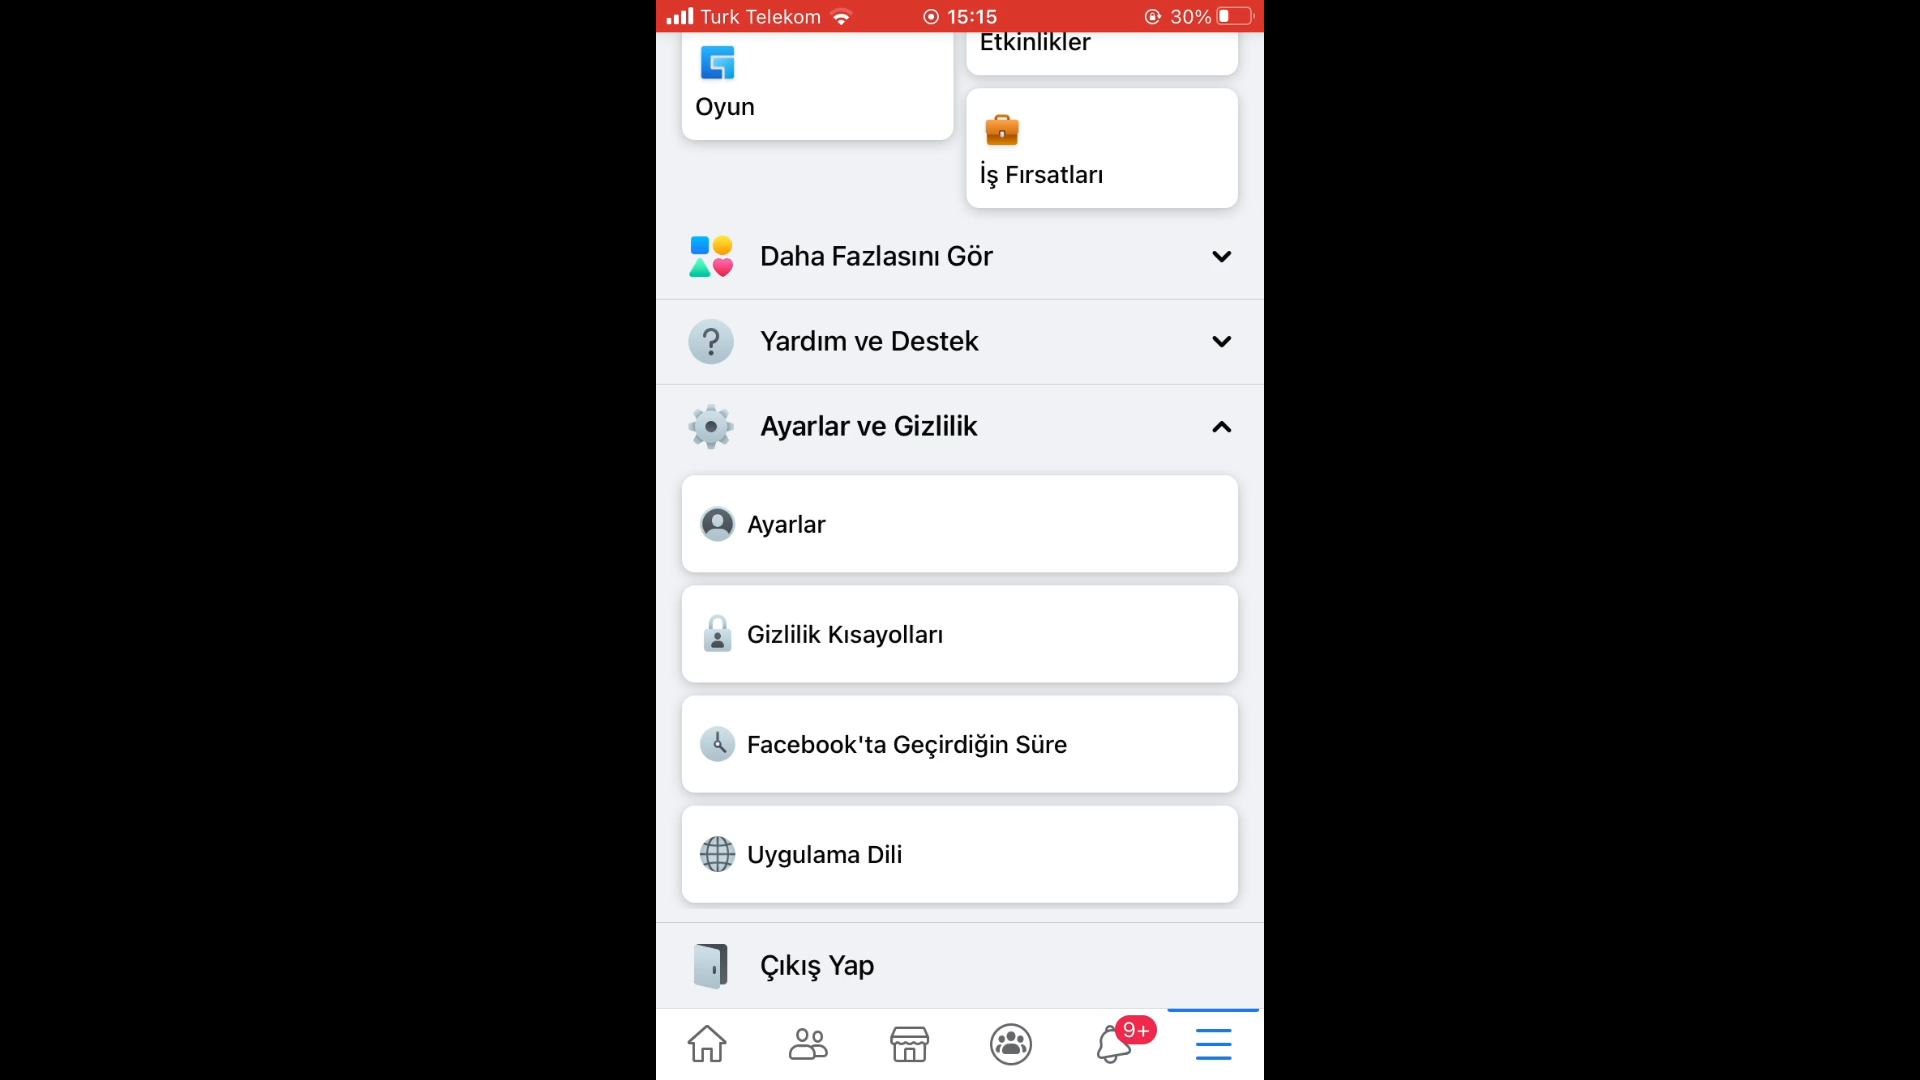 Turk Telekom 15:15 30%
Etkinlikler
Oyun
İş Fırsatları
Daha Fazlasını Gör
Yardım ve Destek
Ayarlar ve Gizlilik
Ayarlar
Gizlilik Kısayolları
Facebook'ta Geçirdiğin Süre
Uygulama Dili
Çıkış Yap
9+